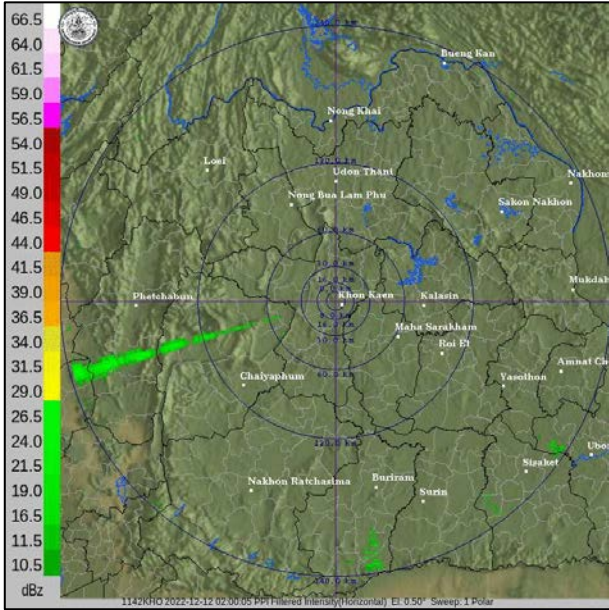 66.5
64.0
61.5
59.0
56.5
54.0
51.5
49.0
46.5
44.0
41.5
39.0
36.5
34.0
31.5
29.0
26.5
24.0
21.5
19.0
16.5
15.5
13.0
10.5
dBz
Bueng Kan
Nong Khai
Loei
Udon Thani
Nakhon
Nong Bua Lam Phu
Sakon Nakhon
Mukdah
Phetchabun
Khon Kaen
Kalasin
Maha Sarakham
Roi Et
Amnat Ch
Chaiyaphum
Yasothon
Ubo
Sisaket
Nakhon Ratchasima
Buriram
Surin
1142KHO 2022-12-12 02:00:05 PPI Filtered Intensity(Horizontal) El: 0.50° Sweep: 1 Polar